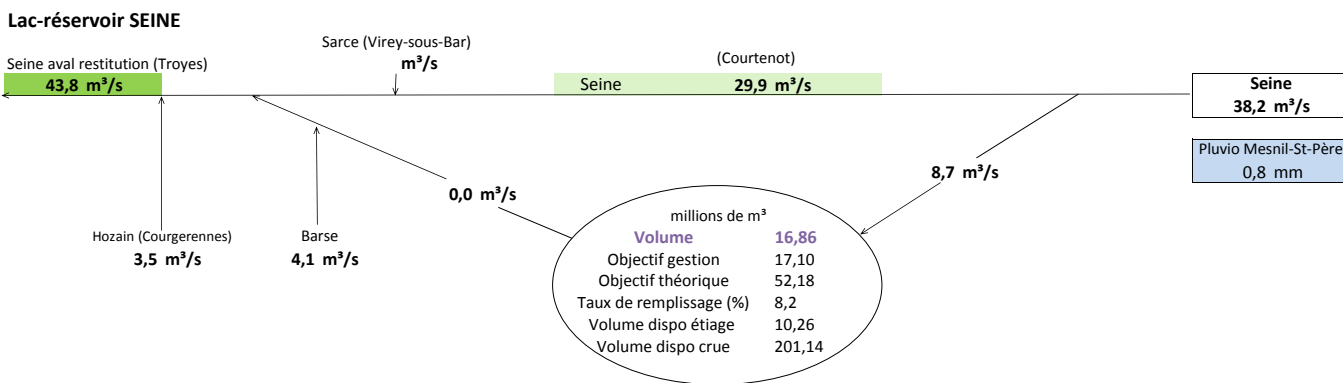 Lac-réservoir SEINE
Sarce (Virey-sous-Bar)
m³/s
(Courtenot)
Seine aval restitution (Troyes)
43,8 m³/s
Seine 29,9 m³/s
Seine
38,2 m³/s
Pluvio Mesnil-St-Père
0,8 mm
8,7 m³/s
0,0 m³/s
Hozain (Courgerennes)
3,5 m³/s
Barse
4,1 m³/s
millions de m³
Volume 16,86
Objectif gestion 17,10
Objectif théorique 52,18
Taux de remplissage (%) 8,2
Volume dispo étiage 10,26
Volume dispo crue 201,14